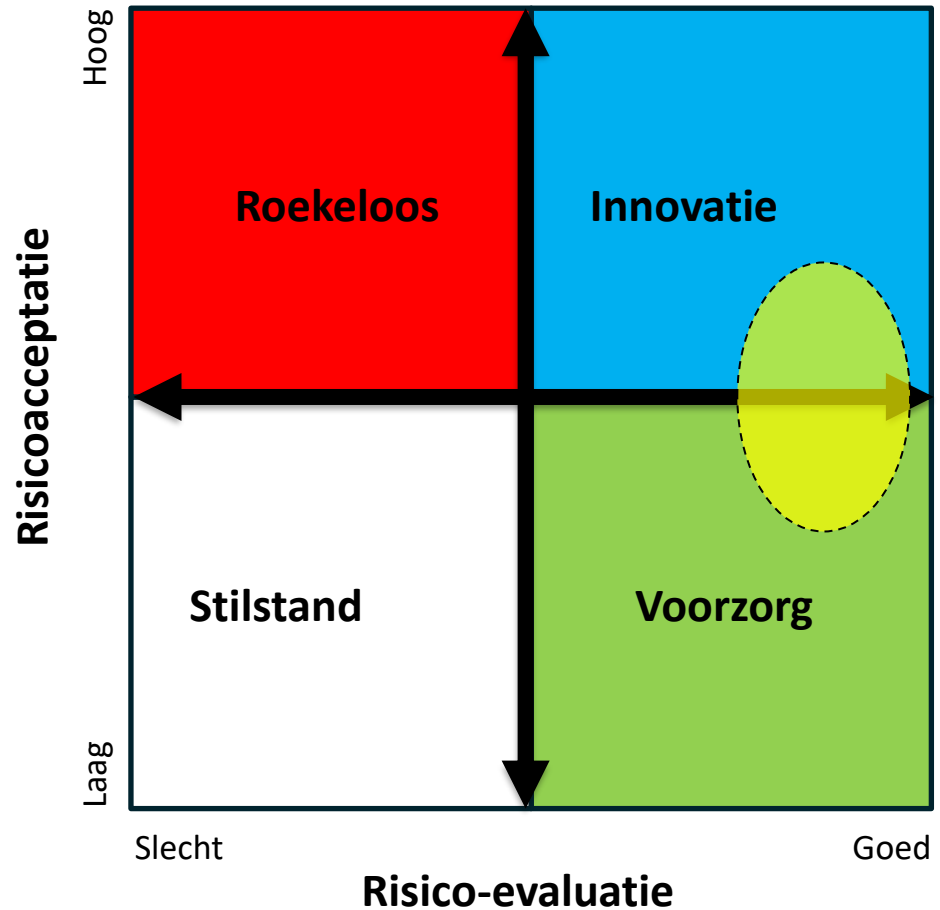 Hoog
Roekeloos
Innovatie
Risicoacceptatie
Stilstand
Voorzorg
Laag
Slecht
Goed
Risico-evaluatie